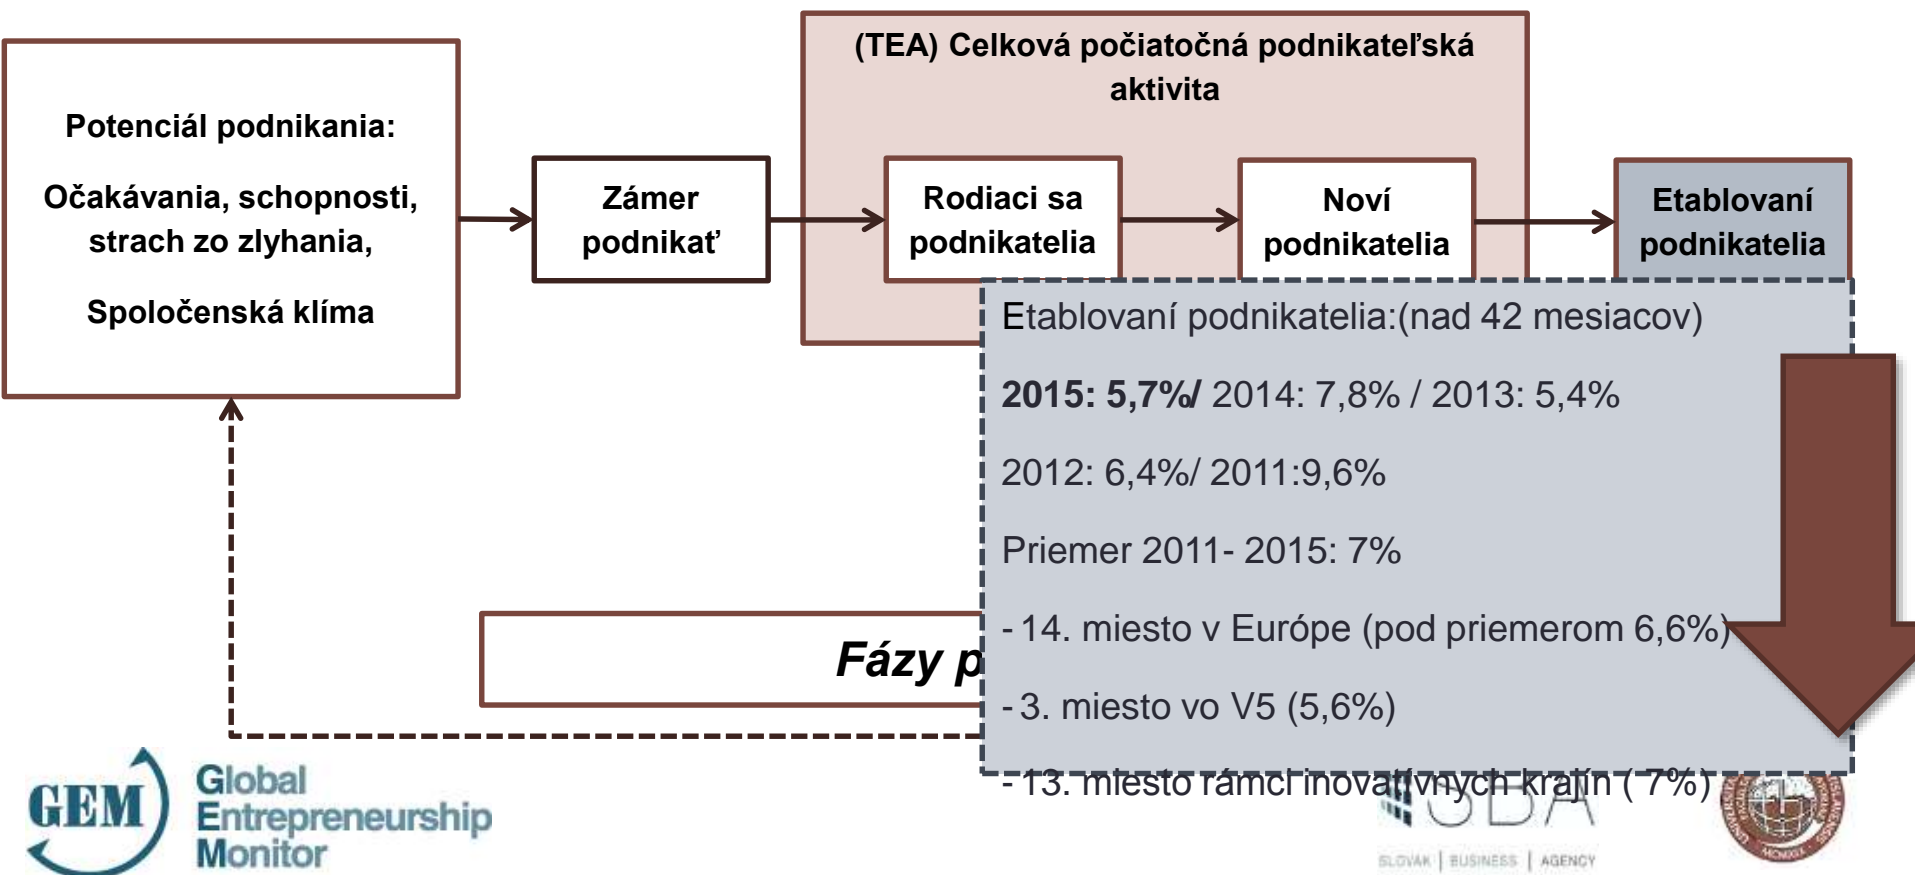 (TEA) Celková počiatočná podnikateľská
aktivita
Potenciál podnikania:
Očakávania, schopnosti,
strach zo zlyhania,
Spoločenská klíma
Zámer
podnikať
Rodiaci sa
podnikatelia
Noví
podnikatelia
Etablovaní
podnikatelia
Etablovaní podnikatelia:(nad 42 mesiacov)
2015: 5,7%/ 2014: 7,8% / 2013: 5,4%
2012: 6,4%/ 2011:9,6%
Priemer 2011- 2015: 7%
- 14. miesto v Európe (pod priemerom 6,6%)
- 3. miesto vo V5 (5,6%)
- 13. miesto rámci inovatívnych krajín ( 7%)
Fázy p
GEM
Global
Entrepreneurship
Monitor
SBA
SLOVAK | BUSINESS | AGENCY